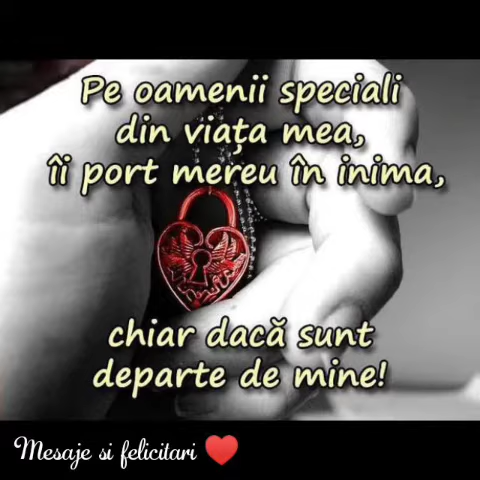 Pe oamenii speciali
din viața mea,
îi port mereu în inima,
chiar dacă sunt
departe de mine!
Mesaje si felicitari ♥